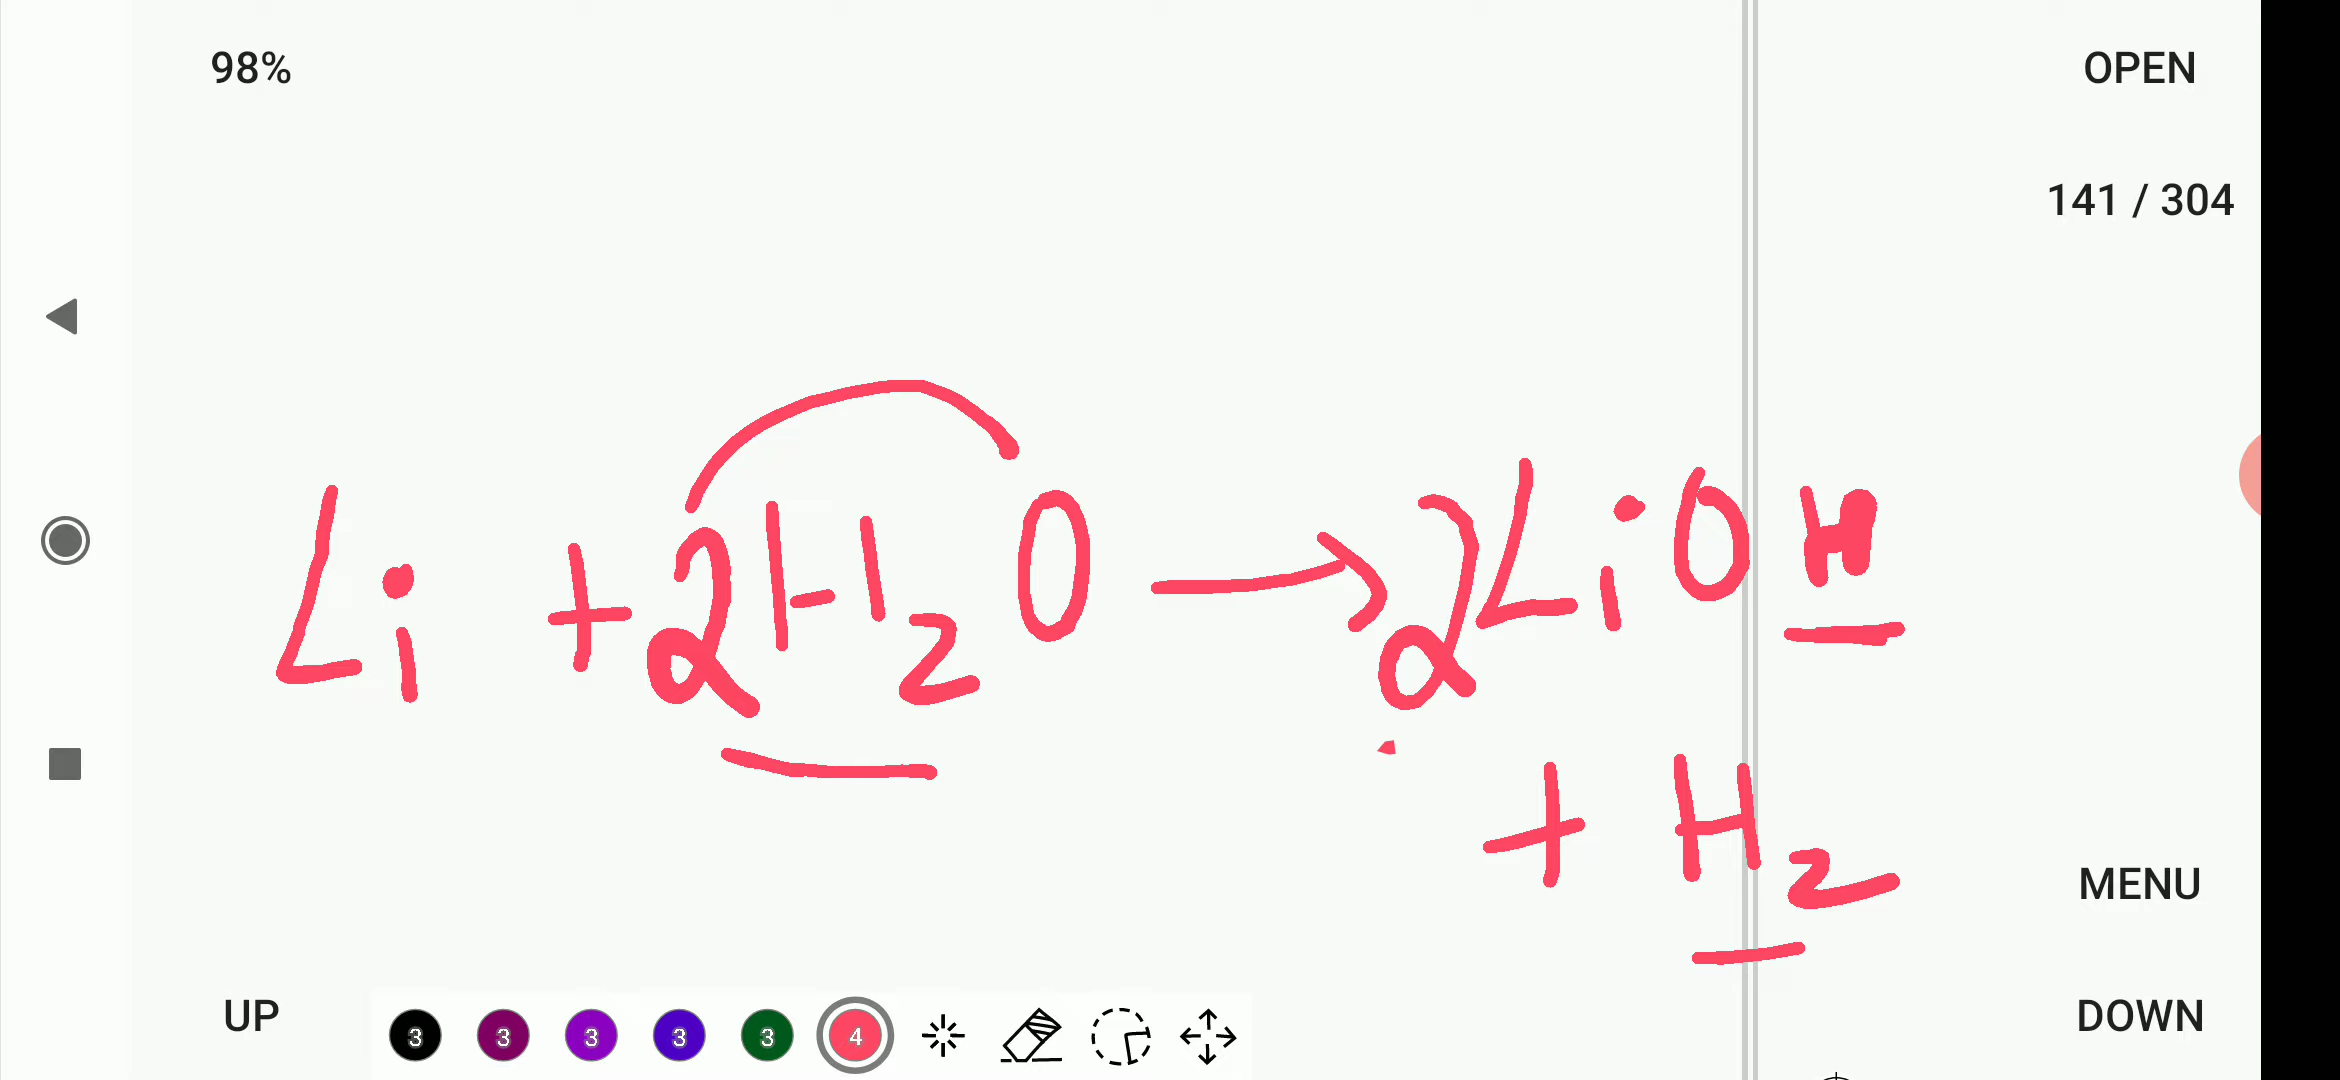 98%
OPEN
141 / 304
Li + 2H₂O → 2LiOH
+ H₂
MENU
UP
3 3 3 3 3 4
DOWN